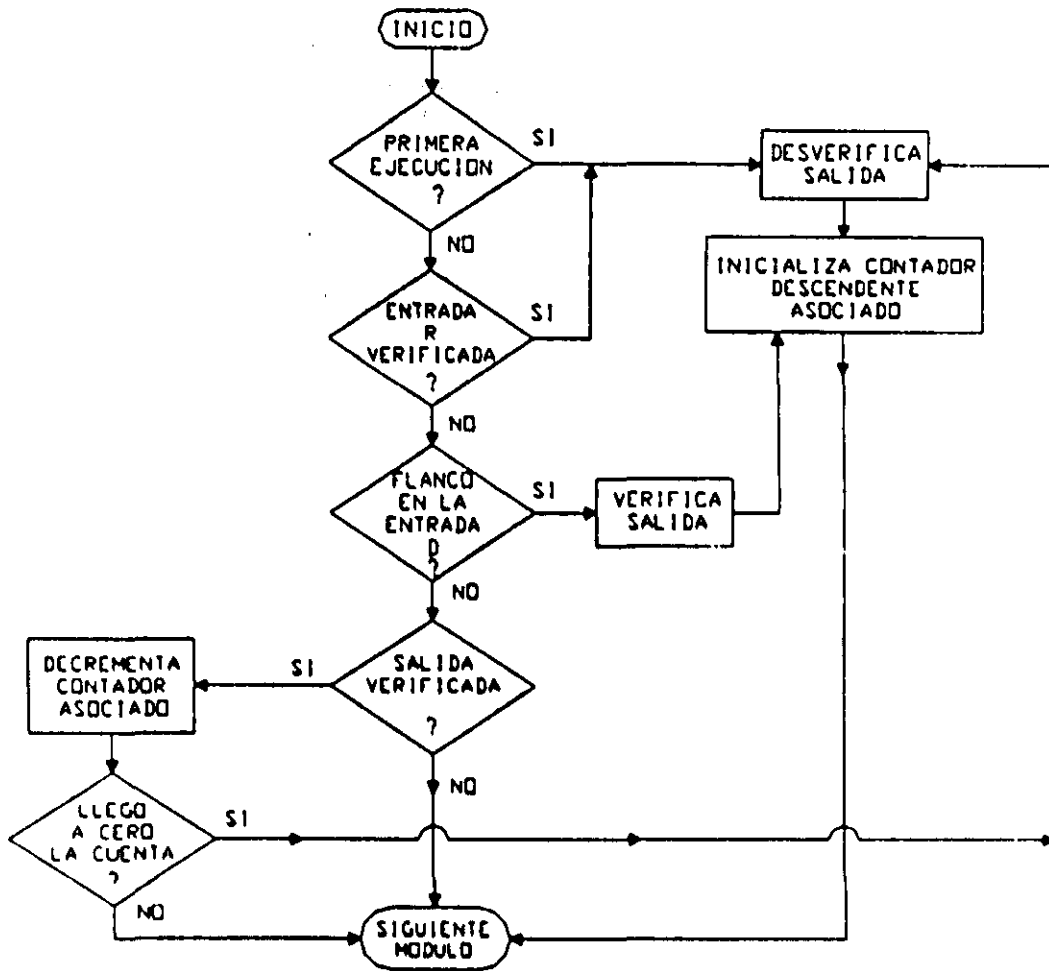 INICIO
PRIMERA
EJECUCION
?
SI
NO
DESVERIFICA
SALIDA
INICIALIZA CONTADOR
DESCENDENTE
ASOCIADO
ENTRADA
R
VERIFICADA
?
SI
NO
FLANCO
EN LA
ENTRADA
D
?
SI
NO
VERIFICA
SALIDA
SALIDA
VERIFICADA
?
SI
NO
DECREMENTA
CONTADOR
ASOCIADO
LLEGO
A CERO
LA CUENTA
?
SI
NO
SIGUIENTE
MODULO